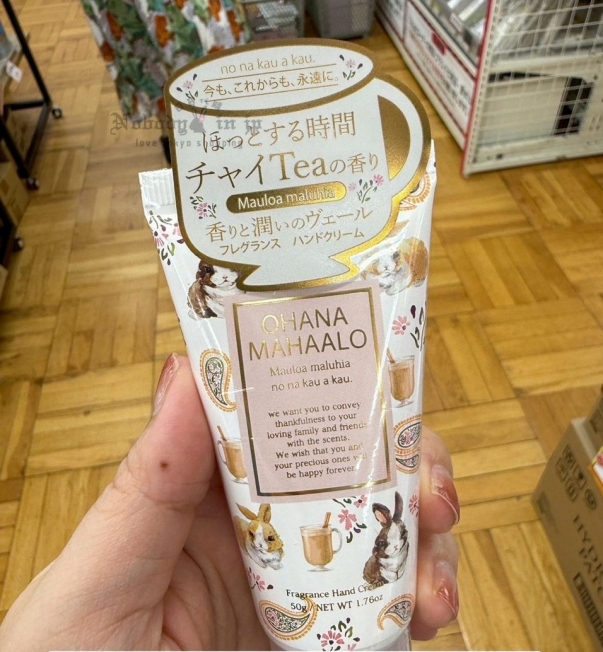 no na kau a kau.
今も、これからも、永遠に。
Nobody in jp
ほっとする時間
チャイTeaの香り
Mauloa maluhia
香りと潤いのヴェール
フレグランス ハンドクリーム
OHANA
MAHAALO
Mauloa maluhia
no na kau a kau.
we want you to convey
thankfulness to your
loving family and friends
with the scents.
We wish that you and
your precious ones
be happy forever.
Fragrance Hand Cream
50g/NET WT 1.76oz